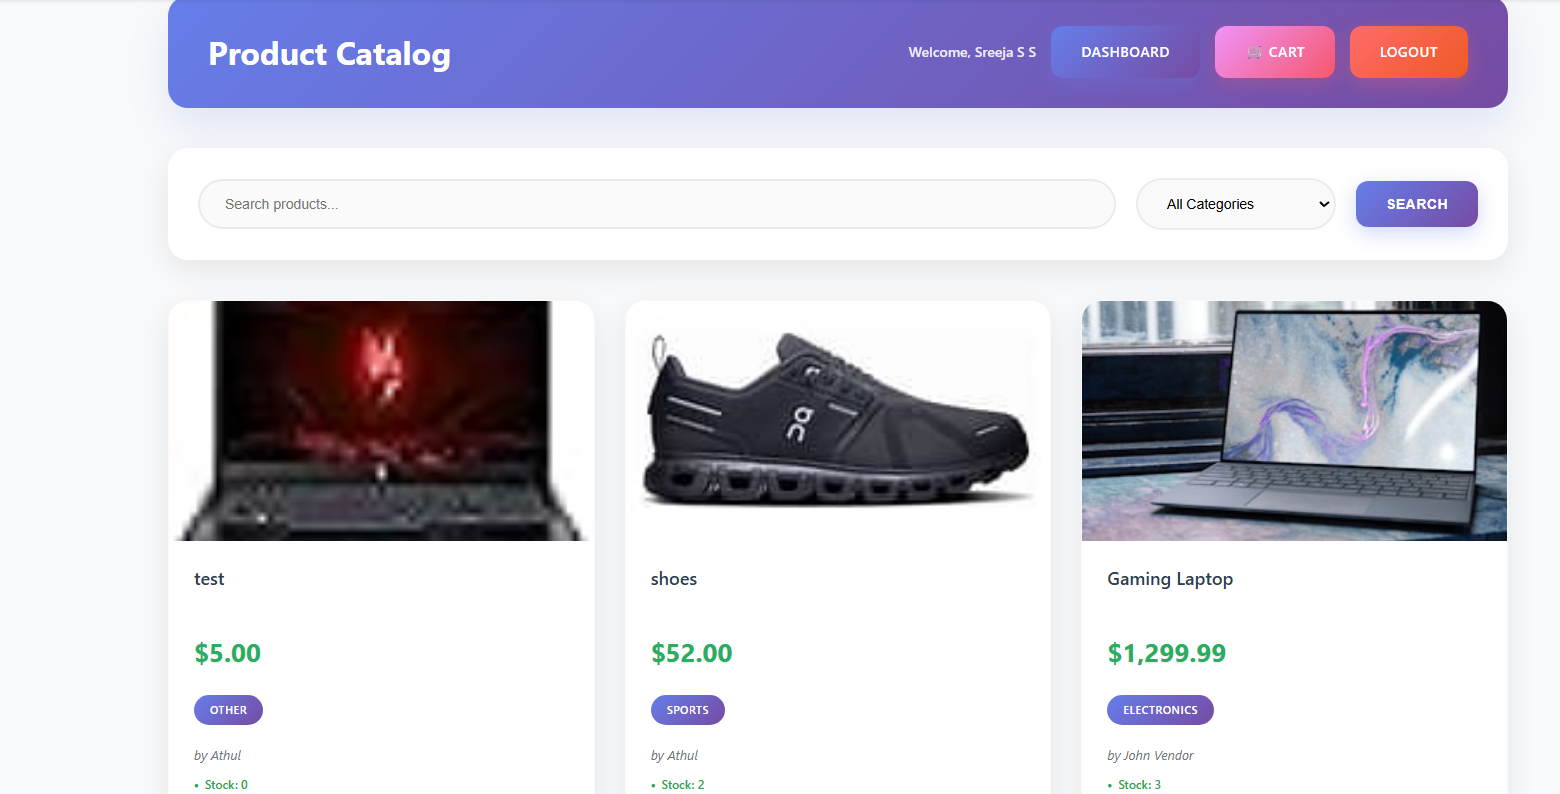 Product Catalog
Welcome, Sreeja S S
DASHBOARD
🛒 CART
LOGOUT
Search products...
All Categories
SEARCH
test
$5.00
OTHER
by Athul
• Stock: 0
shoes
$52.00
SPORTS
by Athul
• Stock: 2
Gaming Laptop
$1,299.99
ELECTRONICS
by John Vendor
• Stock: 3